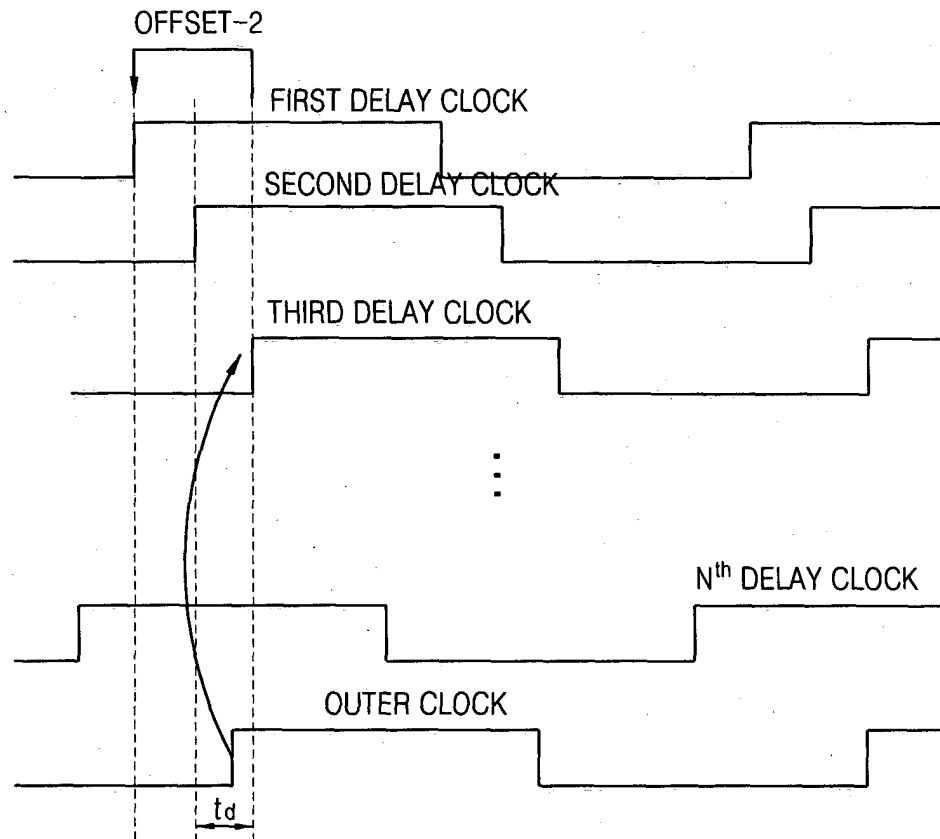 OFFSET-2
FIRST DELAY CLOCK
SECOND DELAY CLOCK
THIRD DELAY CLOCK
Nth DELAY CLOCK
OUTER CLOCK
td